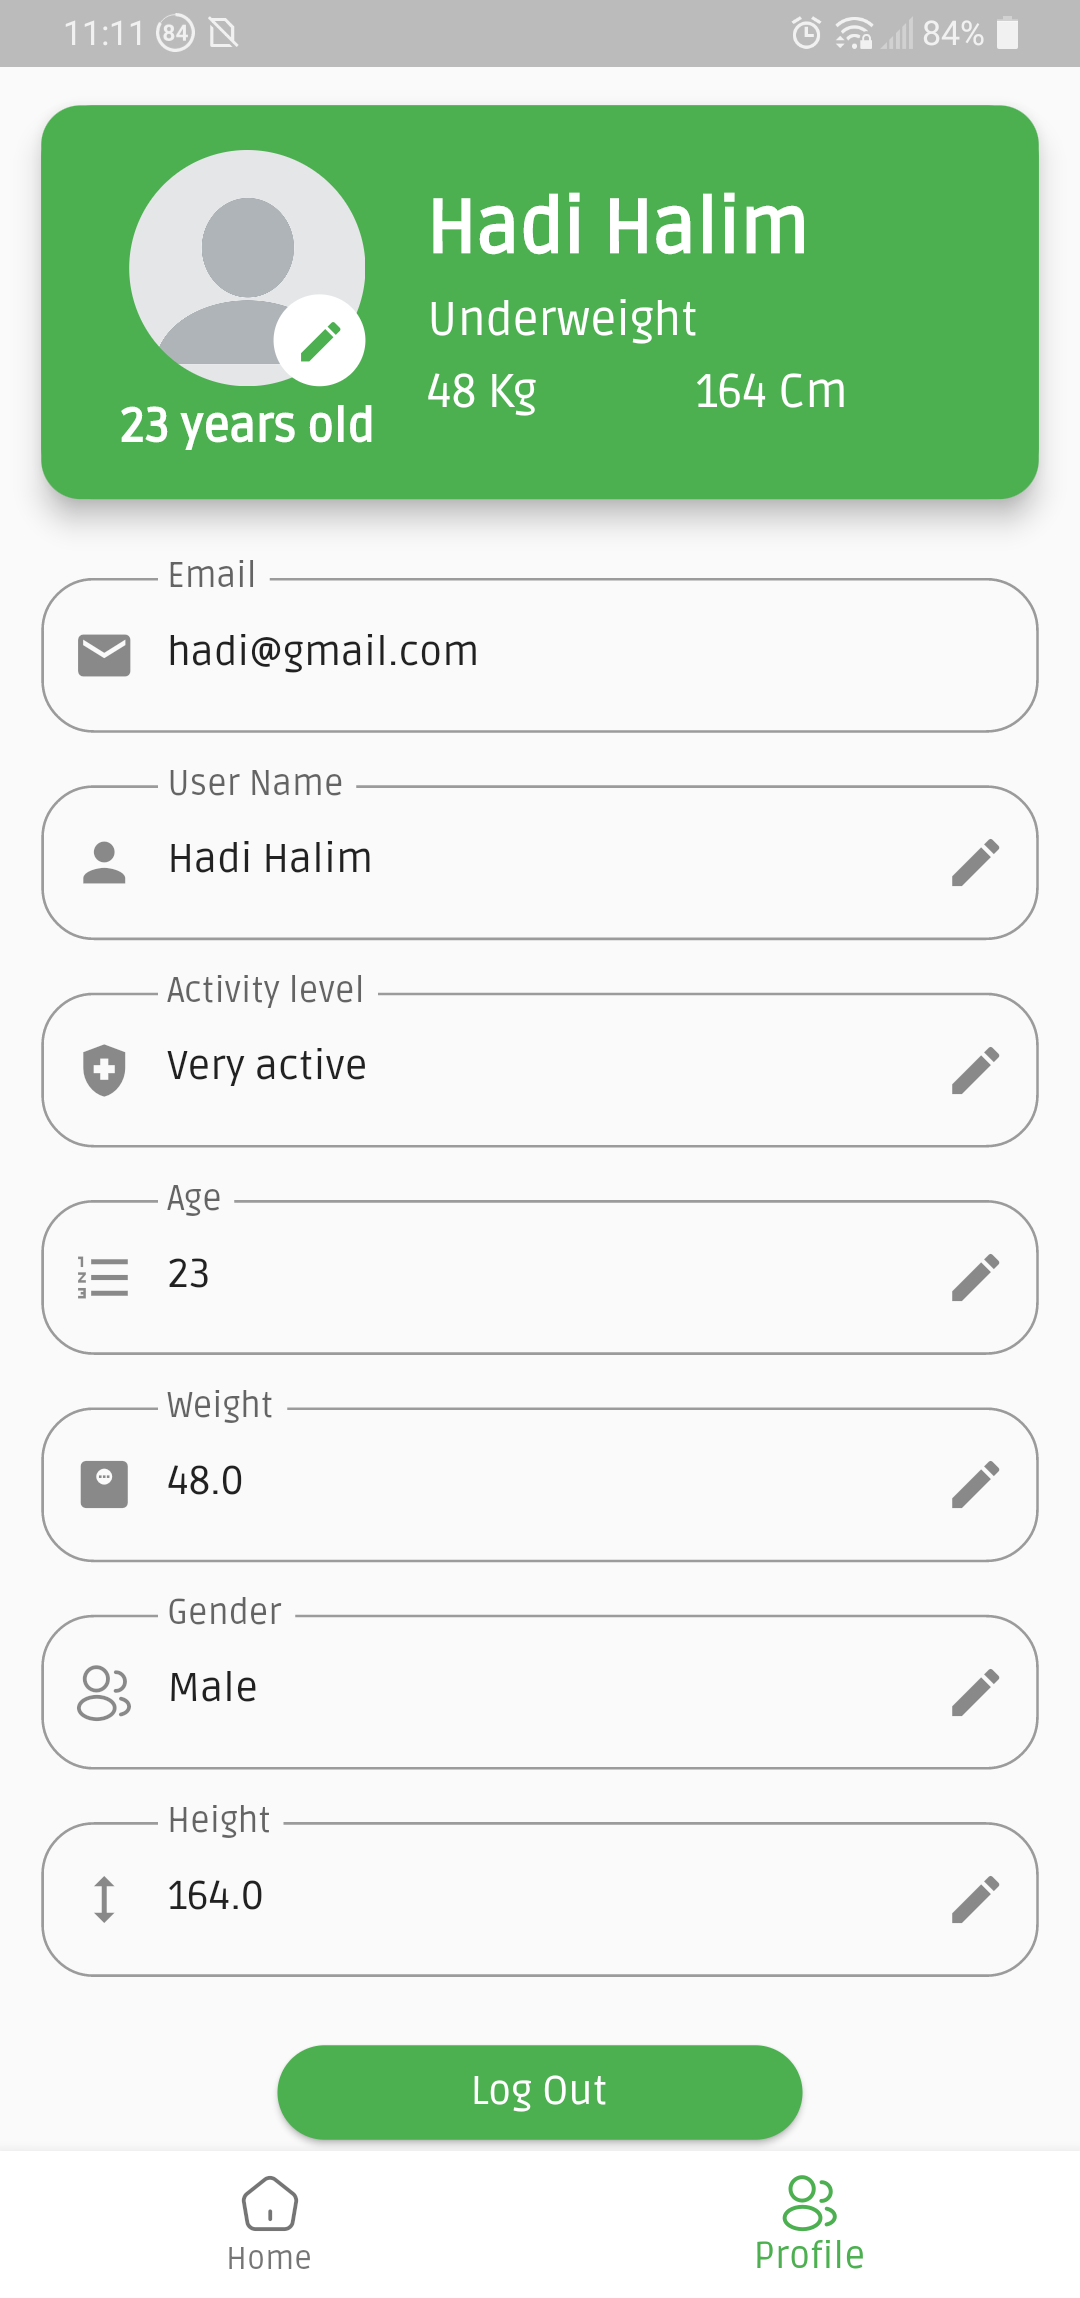 11:11 84 84%
Hadi Halim
Underweight
48 Kg 164 Cm
23 years old
Email
hadi@gmail.com
User Name
Hadi Halim
Activity level
Very active
Age
23
Weight
48.0
Gender
Male
Height
164.0
Log Out
Home Profile